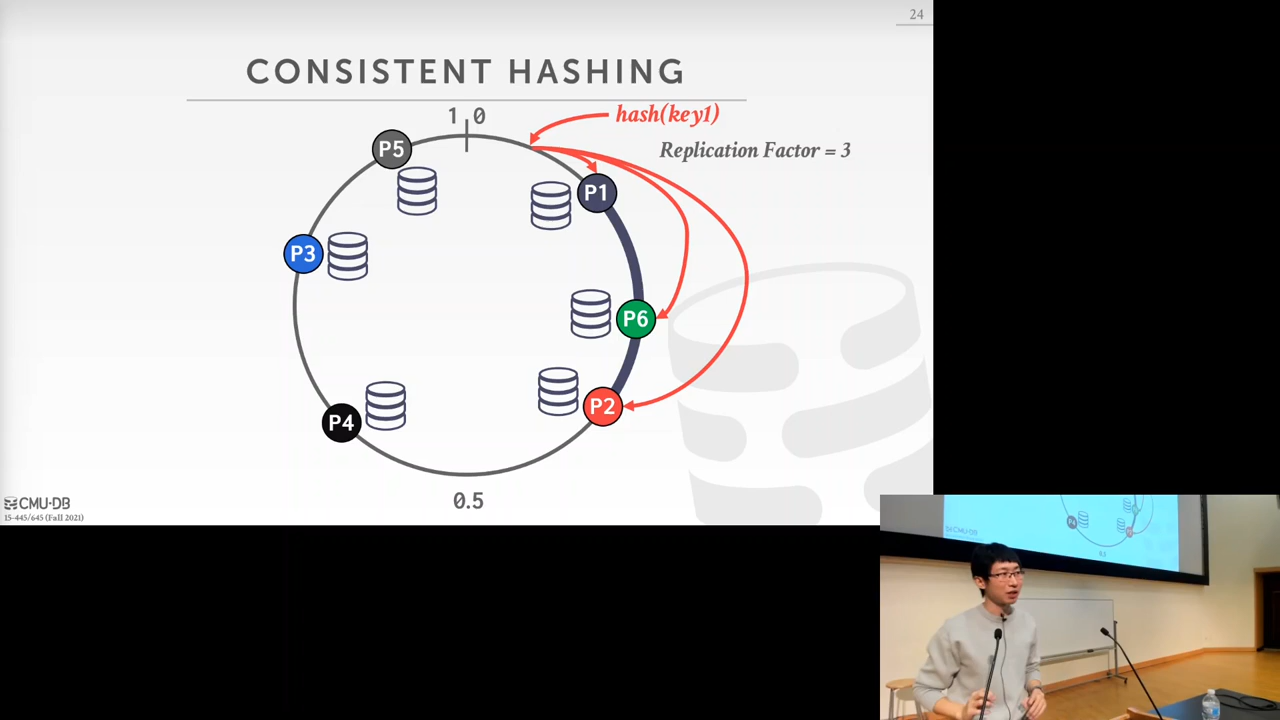 24
CONSISTENT HASHING
1 0
hash(key1)
Replication Factor = 3
P5
P1
P3
P6
P2
P4
0.5
CMU·DB
15-445/645 (Fall 2021)